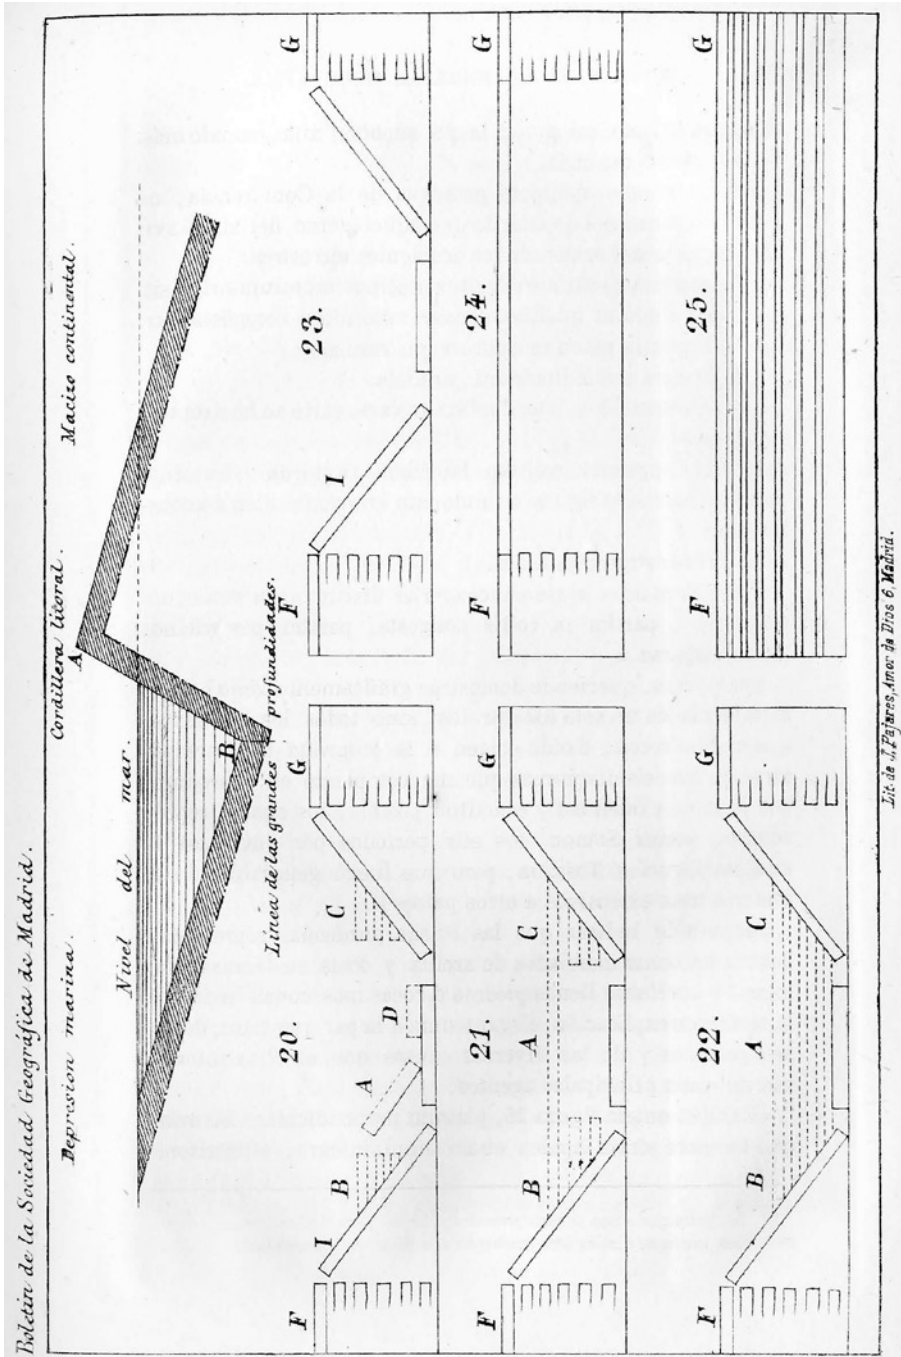 Boletin de la Sociedad Geográfica de Madrid.
Depresion marina. Cordillera literal. Macizo continental.
A
Nivel del mar.
B
Linea de las grandes profundidades.
20. 23.
F I B A D C G F I G
21. 24.
F B A C G F G
22. 25.
F B A C G F G
Lit. de J. Pajares, Amor de Dios 6, Madrid.